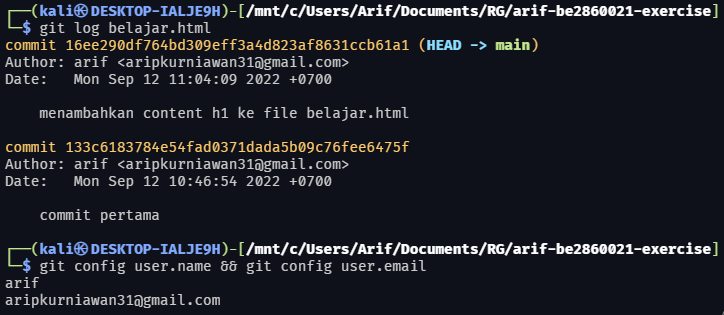 ┌──(kali㉿DESKTOP-IALJE9H)-[/mnt/c/Users/Arif/Documents/RG/arif-be2860021-exercise]
└─$ git log belajar.html
commit 16ee290df764bd309eff3a4d823af8631ccb61a1 (HEAD -> main)
Author: arif <aripkurniawan31@gmail.com>
Date:   Mon Sep 12 11:04:09 2022 +0700

    menambahkan content h1 ke file belajar.html

commit 133c6183784e54fad0371dada5b09c76fee6475f
Author: arif <aripkurniawan31@gmail.com>
Date:   Mon Sep 12 10:46:54 2022 +0700

    commit pertama

┌──(kali㉿DESKTOP-IALJE9H)-[/mnt/c/Users/Arif/Documents/RG/arif-be2860021-exercise]
└─$ git config user.name && git config user.email
arif
aripkurniawan31@gmail.com